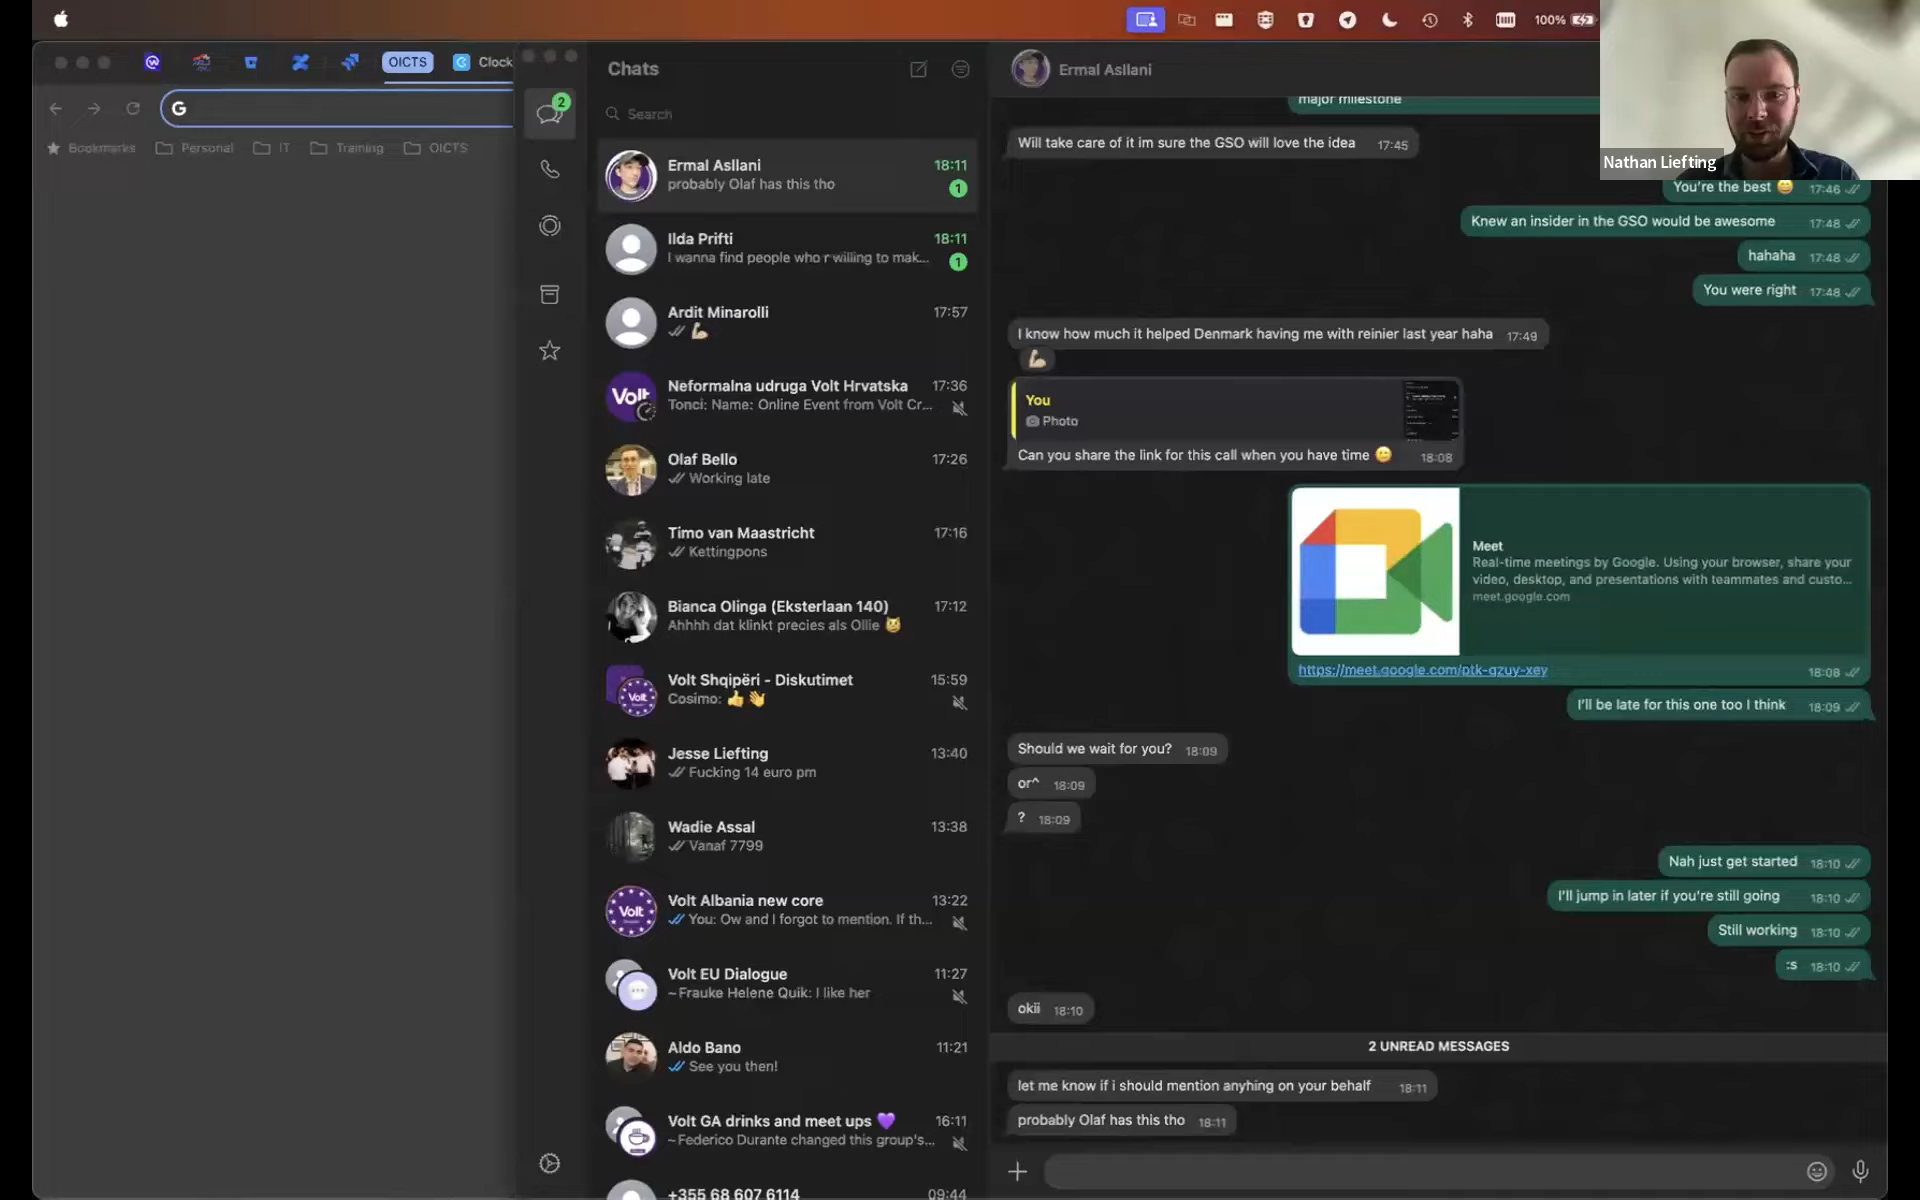 100%
OICTS
Clock
G
Bookmarks
Personal
IT
Training
OICTS
2
Chats
Search
Ermal Asllani
18:11
probably Olaf has this tho
1
Ilda Prifti
18:11
I wanna find people who r willing to mak...
1
Ardit Minarolli
17:57
💪🏼
Volt
Neformalna udruga Volt Hrvatska
17:36
Tonci: Name: Online Event from Volt Cr...
Olaf Bello
17:26
Working late
Timo van Maastricht
17:16
Kettingpons
Bianca Olinga (Eksterlaan 140)
17:12
Ahhhh dat klinkt precies als Ollie 😼
Volt Shqipëri - Diskutimet
15:59
Volt
Cosimo: 👍👋
Jesse Liefting
13:40
Fucking 14 euro pm
Wadie Assal
13:38
Vanaf 7799
Volt
Volt Albania new core
13:22
You: Ow and I forgot to mention. If th...
Volt EU Dialogue
11:27
~Frauke Helene Quik: I like her
Aldo Bano
11:21
See you then!
Volt GA drinks and meet ups 💜
16:11
~Federico Durante changed this group's...
+355 68 607 6114
09:44
Ermal Asllani
major milestone
Will take care of it im sure the GSO will love the idea 17:45
You're the best 😄 17:46
Knew an insider in the GSO would be awesome 17:48
hahaha 17:48
You were right 17:48
I know how much it helped Denmark having me with reinier last year haha 17:49
💪🏼
You
Photo
Can you share the link for this call when you have time 😄 18:08
Meet
Real-time meetings by Google. Using your browser, share your
video, desktop, and presentations with teammates and custo...
meet.google.com
https://meet.google.com/ptk-qzuy-xey 18:08
I'll be late for this one too I think 18:09
Should we wait for you? 18:09
or^ 18:09
? 18:09
Nah just get started 18:10
I'll jump in later if you're still going 18:10
Still working 18:10
:s 18:10
okii 18:10
2 UNREAD MESSAGES
let me know if i should mention anyhing on your behalf 18:11
probably Olaf has this tho 18:11
Nathan Liefting